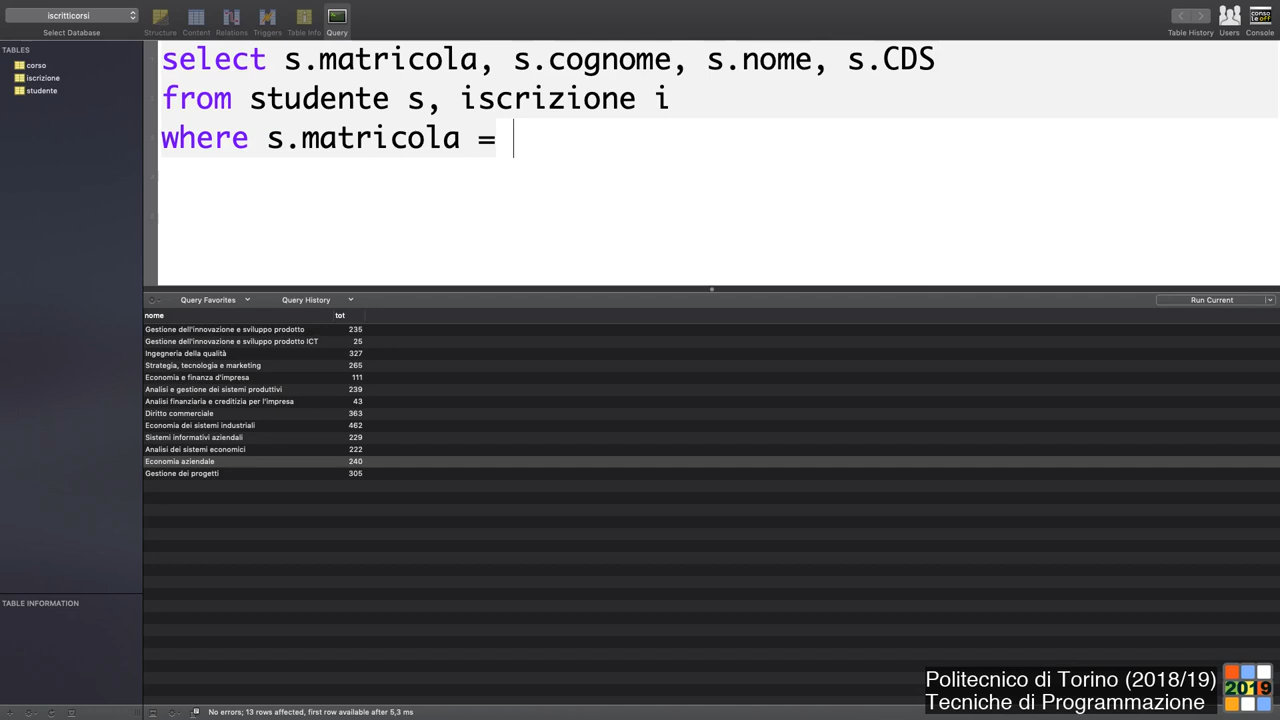 iscritticorsi
Select Database
Structure
Content
Relations
Triggers
Table Info
Query
Table History
Users
conso
le off
Console
TABLES
corso
iscrizione
studente
select s.matricola, s.cognome, s.nome, s.CDS
from studente s, iscrizione i
where s.matricola =
Query Favorites
Query History
Run Current
nome tot
Gestione dell'innovazione e sviluppo prodotto 235
Gestione dell'innovazione e sviluppo prodotto ICT 25
Ingegneria della qualità 327
Strategia, tecnologia e marketing 265
Economia e finanza d'impresa 111
Analisi e gestione dei sistemi produttivi 239
Analisi finanziaria e creditizia per l'impresa 43
Diritto commerciale 363
Economia dei sistemi industriali 462
Sistemi informativi aziendali 229
Analisi dei sistemi economici 222
Economia aziendale 240
Gestione dei progetti 305
TABLE INFORMATION
No errors; 13 rows affected, first row available after 5,3 ms
Politecnico di Torino (2018/19)
Tecniche di Programmazione
2019